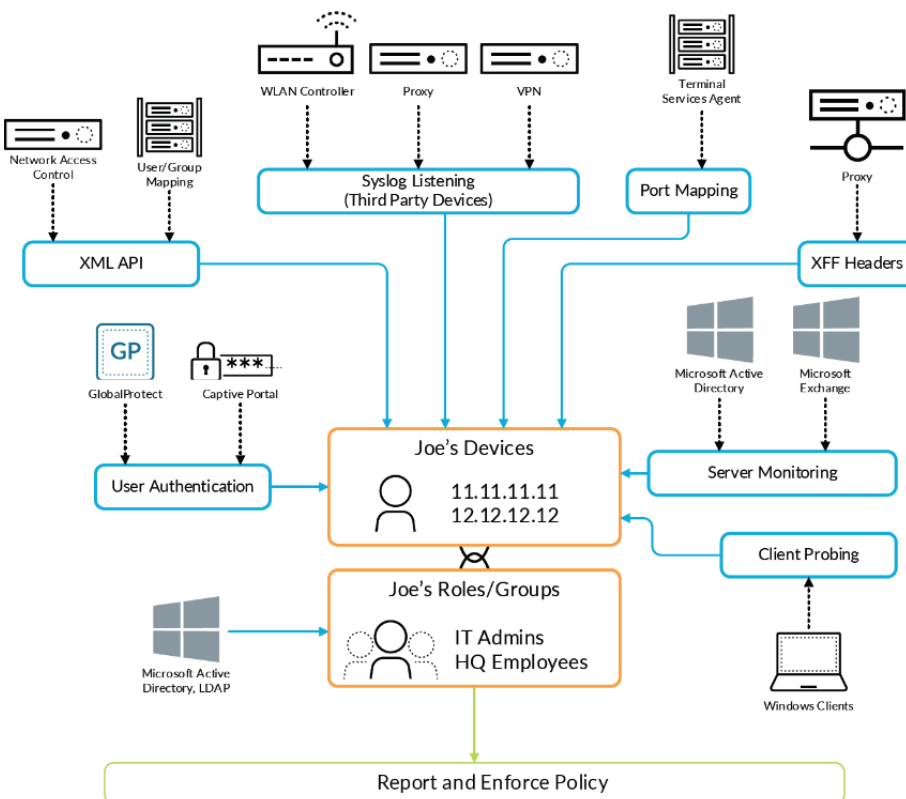 WLAN Controller
Proxy
VPN
Terminal
Services Agent
Network Access
Control
User/Group
Mapping
Proxy
Syslog Listening
(Third Party Devices)
Port Mapping
XML API
XFF Headers
GP
***
GlobalProtect
Captive Portal
Microsoft Active
Directory
Microsoft
Exchange
User Authentication
Joe's Devices
11.11.11.11
12.12.12.12
Server Monitoring
Client Probing
Joe's Roles/Groups
IT Admins
HQ Employees
Microsoft Active
Directory, LDAP
Windows Clients
Report and Enforce Policy